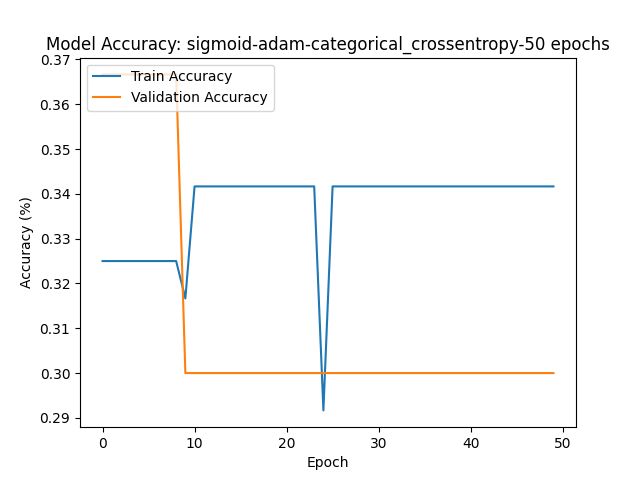 Model Accuracy: sigmoid-adam-categorical_crossentropy-50 epochs
Train Accuracy
Validation Accuracy
Accuracy (%)
0.37
0.36
0.35
0.34
0.33
0.32
0.31
0.30
0.29
0 10 20 30 40 50
Epoch